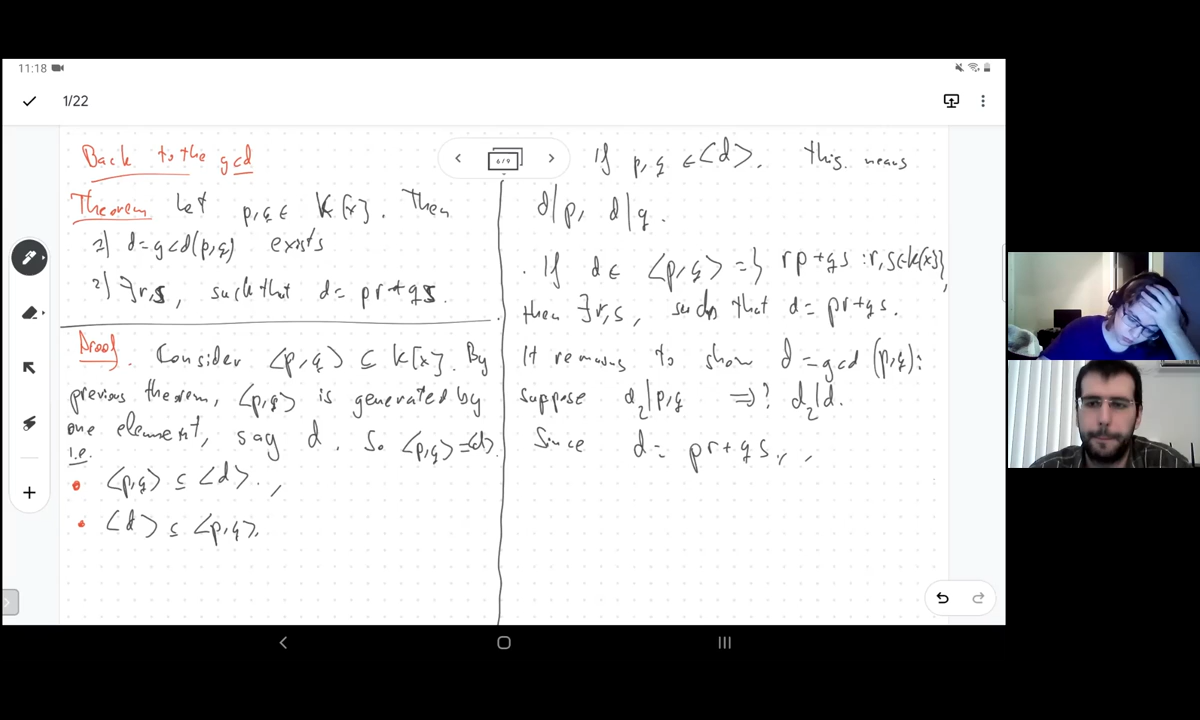 11:18
1/22
6/9
Back to the gcd
Theorem Let p,q ∈ k[x]. Then
1) d=gcd(p,q) exists
2) ∃r,s, such that d= pr+qs.
Proof. Consider <p,q> ⊆ k[x]. By
previous theorem, <p,q> is generated by
one element, say d. So <p,q>=<d>.
i.e.
• <p,q> ⊆ <d>.,
• <d> ⊆ <p,q>.
If p,q ∈<d>. this means
d|p, d|q.
. If d∈ <p,q> = { rp+qs :r,s∈k[x]},
then ∃r,s, such that d= pr+qs.
It remains to show d=gcd (p,q):
suppose d₂|p,q =>? d₂|d.
Since d= pr+qs,,